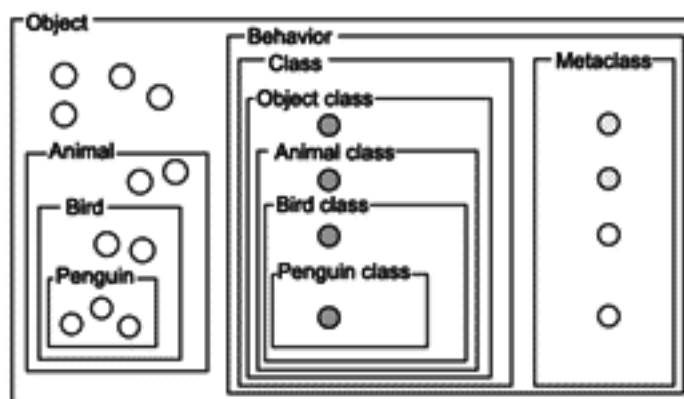 Object
Behavior
Class
Metaclass
Object class
Animal
Animal class
Bird
Bird class
Penguin
Penguin class